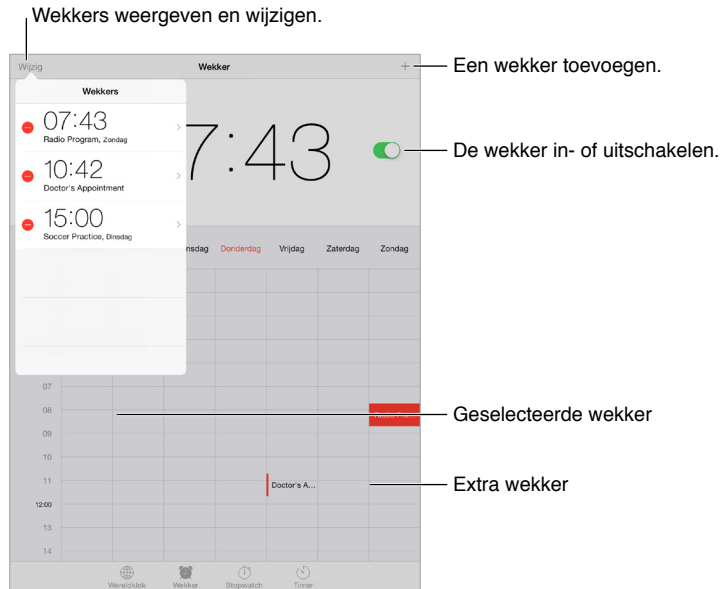 Wekkers weergeven en wijzigen.
Wijzig
Wekker
Een wekker toevoegen.
Wekkers
07:43
Radio Program, Zondag
7:43
De wekker in- of uitschakelen.
10:42
Doctor's Appointment
15:00
Soccer Practice, Dinsdag
nsdag Donderdag Vrijdag Zaterdag Zondag
07
08
Geselecteerde wekker
09
10
11
Doctor's A...
Extra wekker
12:00
13
14
Wereldklok Wekker Stopwatch Timer